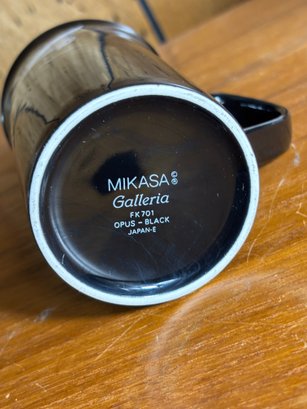 MIKASA©®
Galleria
FK701
OPUS - BLACK
JAPAN-E